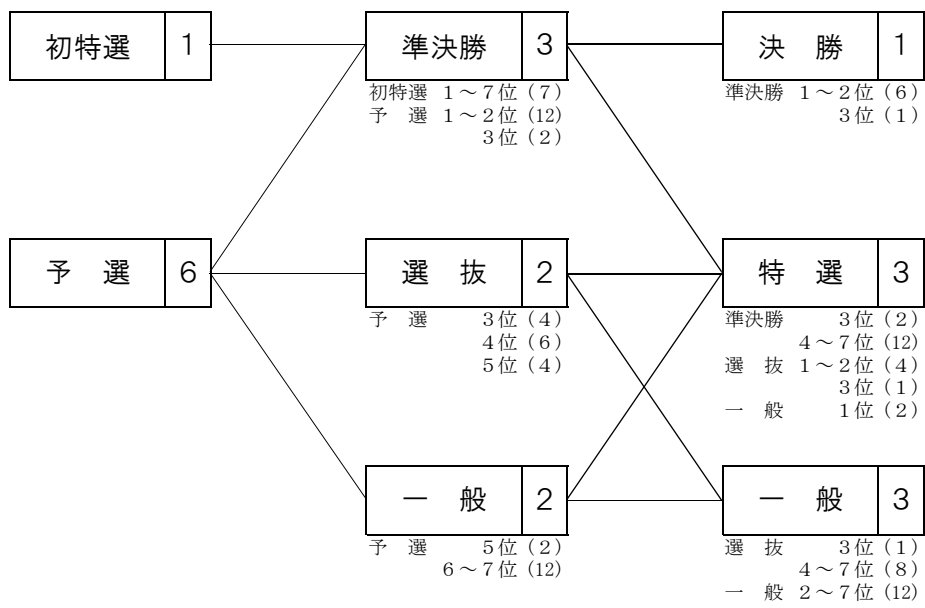 初特選 1
準決勝 3
初特選 1～7位（7）
予　選 1～2位（12）
3位（2）
決　勝 1
準決勝 1～2位（6）
3位（1）
予　選 6
選　抜 2
予　選 3位（4）
4位（6）
5位（4）
特　選 3
準決勝 3位（2）
4～7位（12）
選　抜 1～2位（4）
3位（1）
一　般 1位（2）
一　般 2
予　選 5位（2）
6～7位（12）
一　般 3
選　抜 3位（1）
4～7位（8）
一　般 2～7位（12）